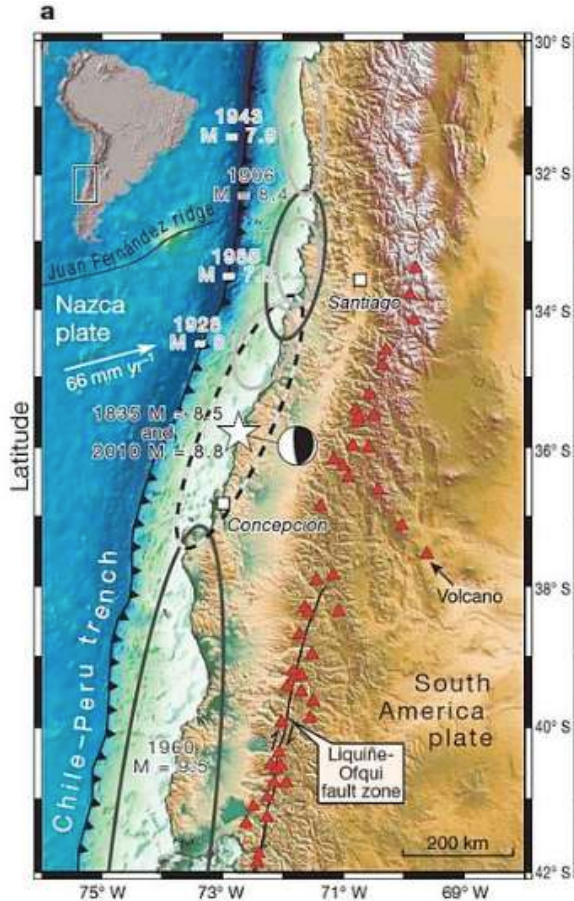 a
30° S
1943
M = 7.9
1906
M = 8.4
32° S
Juan Fernández ridge
1985
Santiago
34° S
Nazca
plate
1928
M = 8
66 mm yr⁻¹
1835 M = 8.5
and
2010 M = 8.8
36° S
Latitude
Concepción
Volcano
38° S
Chile-Peru trench
South
America
plate
1960
M = 9.5
40° S
Liquiñe-
Ofqui
fault zone
200 km
42° S
75° W
73° W
71° W
69° W